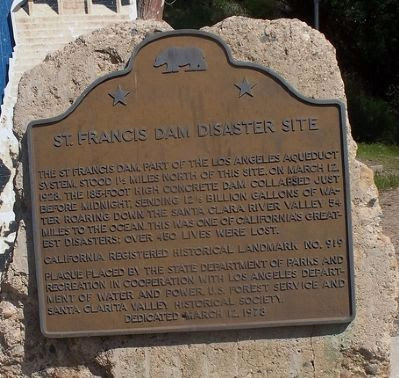 ST. FRANCIS DAM DISASTER SITE
THE ST. FRANCIS DAM, PART OF THE LOS ANGELES AQUEDUCT
SYSTEM, STOOD 1½ MILES NORTH OF THIS SITE. ON MARCH 12,
1928, THE 185-FOOT HIGH CONCRETE DAM COLLAPSED JUST
BEFORE MIDNIGHT, SENDING 12½ BILLION GALLONS OF WA-
TER ROARING DOWN THE SANTA CLARA RIVER VALLEY 54
MILES TO THE OCEAN. THIS WAS ONE OF CALIFORNIA'S GREAT-
EST DISASTERS: OVER 450 LIVES WERE LOST.
CALIFORNIA REGISTERED HISTORICAL LANDMARK NO. 919
PLAQUE PLACED BY THE STATE DEPARTMENT OF PARKS AND
RECREATION IN COOPERATION WITH LOS ANGELES DEPART-
MENT OF WATER AND POWER, U.S. FOREST SERVICE AND
SANTA CLARITA VALLEY HISTORICAL SOCIETY.
DEDICATED MARCH 12, 1978